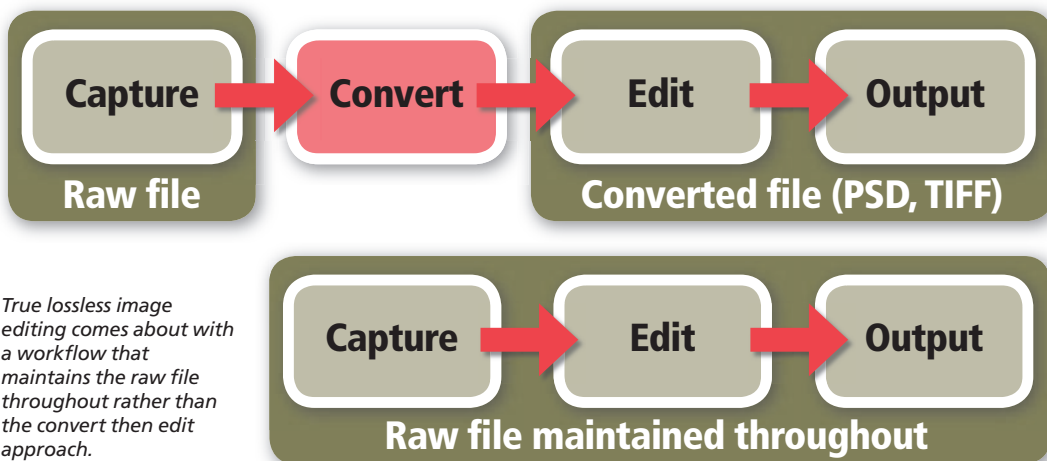 Capture Convert Edit Output
Raw file
Converted file (PSD, TIFF)
True lossless image
editing comes about with
a workflow that
maintains the raw file
throughout rather than
the convert then edit
approach.
Capture Edit Output
Raw file maintained throughout